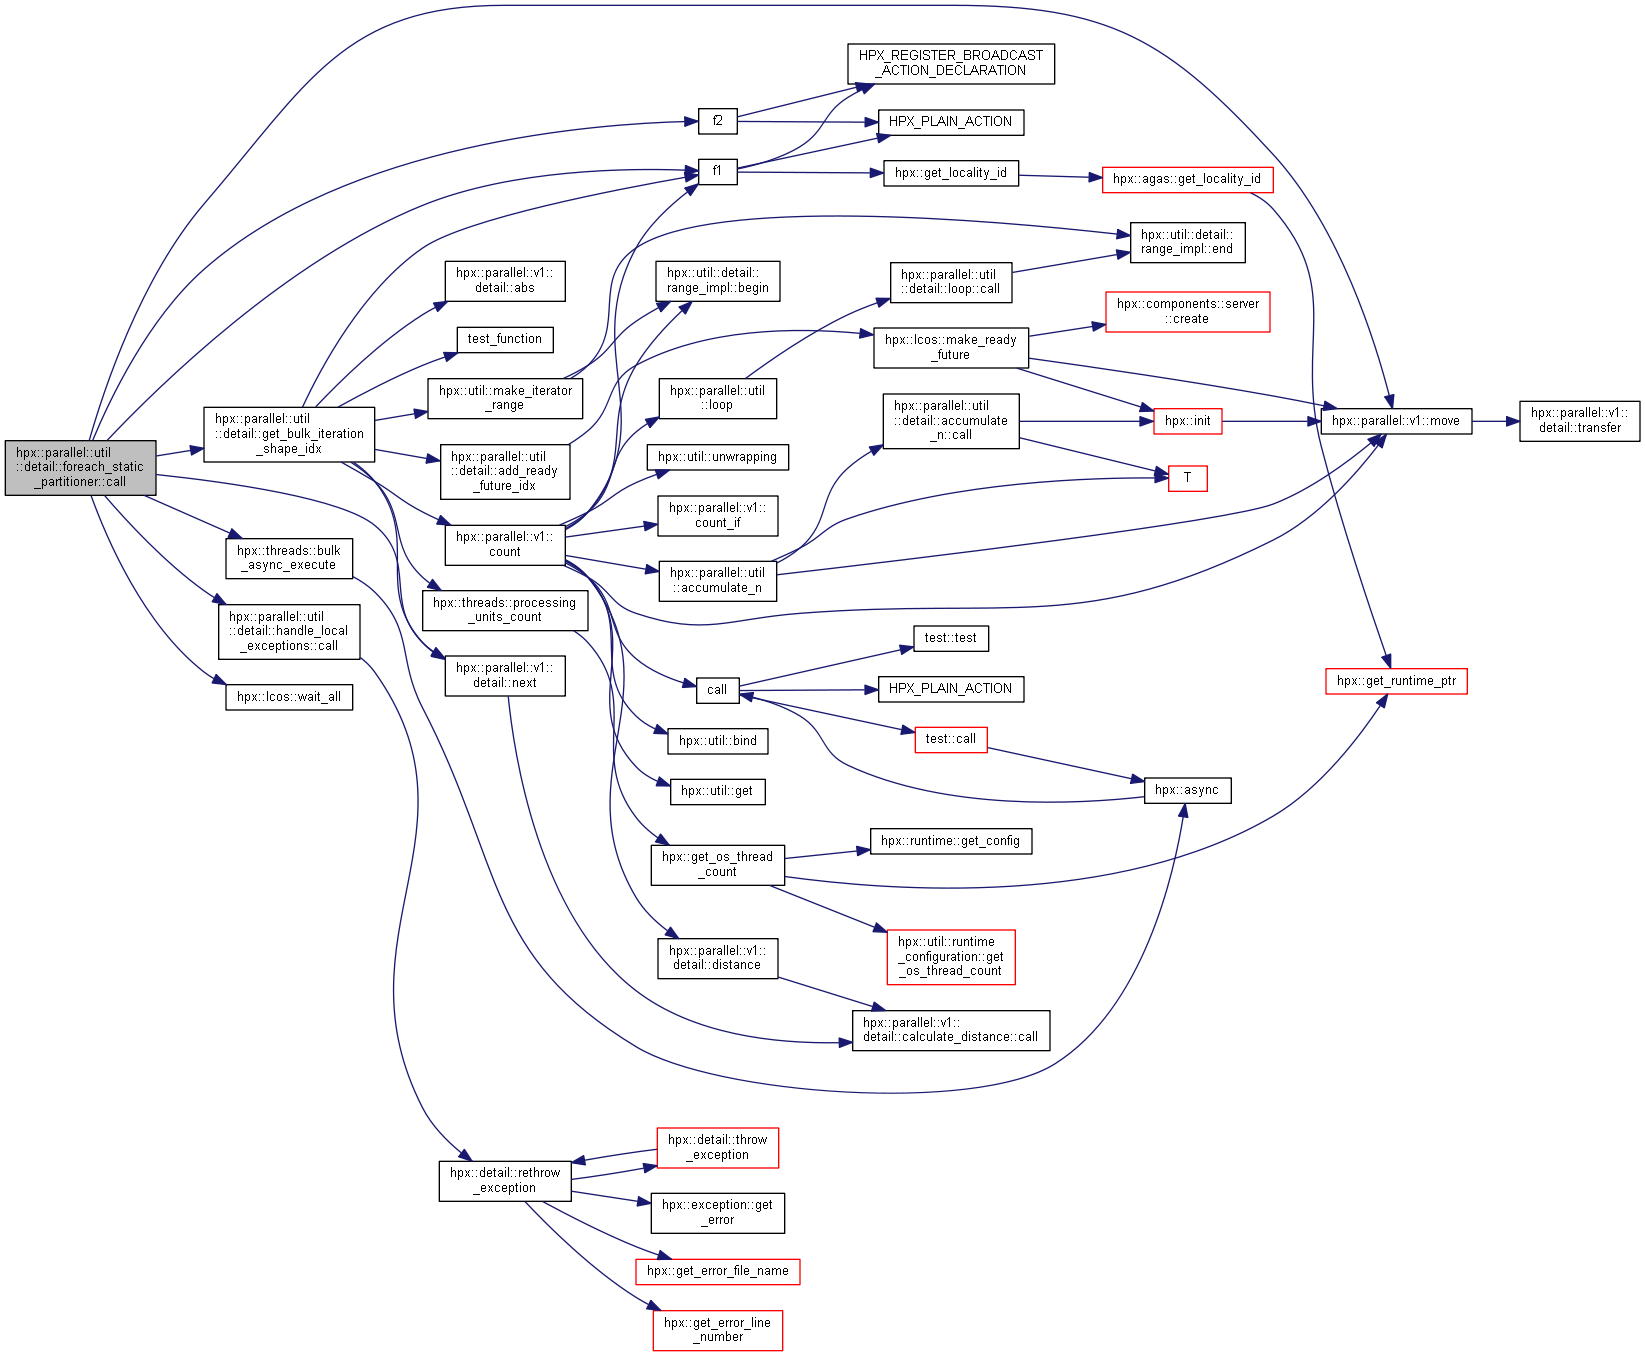 hpx::parallel::util
::detail::foreach_static
_partitioner::call
hpx::parallel::util
::detail::get_bulk_iteration
_shape_idx
hpx::threads::bulk
_async_execute
hpx::parallel::util
::detail::handle_local
_exceptions::call
hpx::lcos::wait_all
hpx::parallel::v1::
detail::abs
test_function
hpx::util::make_iterator
_range
hpx::parallel::util
::detail::add_ready
_future_idx
hpx::parallel::v1::
count
hpx::threads::processing
_units_count
hpx::parallel::v1::
detail::next
hpx::detail::rethrow
_exception
f2
f1
hpx::util::detail::
range_impl::begin
hpx::parallel::util
::loop
hpx::util::unwrapping
hpx::parallel::v1::
count_if
hpx::parallel::util
::accumulate_n
call
hpx::util::bind
hpx::util::get
hpx::get_os_thread
_count
hpx::parallel::v1::
detail::distance
hpx::detail::throw
_exception
hpx::exception::get
_error
hpx::get_error_file_name
hpx::get_error_line
_number
HPX_REGISTER_BROADCAST
_ACTION_DECLARATION
HPX_PLAIN_ACTION
hpx::get_locality_id
hpx::parallel::util
::detail::loop::call
hpx::lcos::make_ready
_future
hpx::parallel::util
::detail::accumulate
_n::call
test::test
HPX_PLAIN_ACTION
test::call
hpx::runtime::get_config
hpx::util::runtime
_configuration::get
_os_thread_count
hpx::parallel::v1::
detail::calculate_distance::call
hpx::agas::get_locality_id
hpx::util::detail::
range_impl::end
hpx::components::server
::create
hpx::init
T
hpx::async
hpx::parallel::v1::move
hpx::get_runtime_ptr
hpx::parallel::v1::
detail::transfer